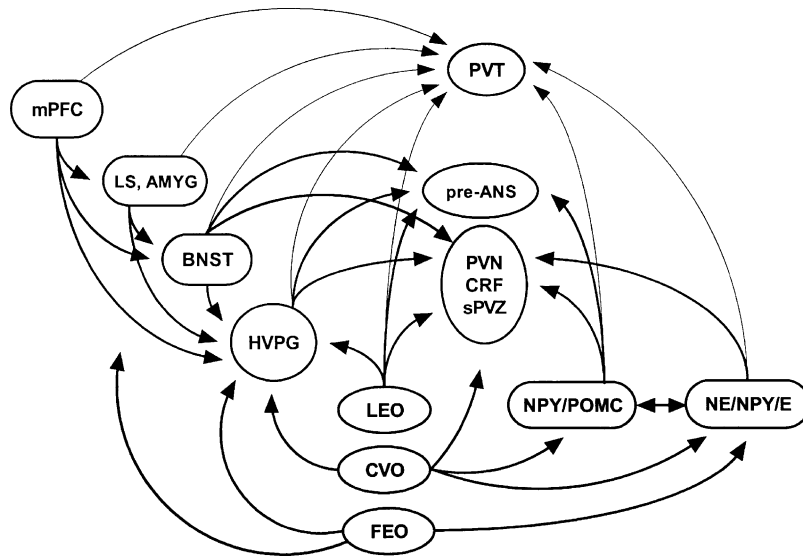 PVT
mPFC
LS, AMYG
pre-ANS
BNST
PVN
CRF
sPVZ
HVPG
LEO
NPY/POMC
NE/NPY/E
CVO
FEO